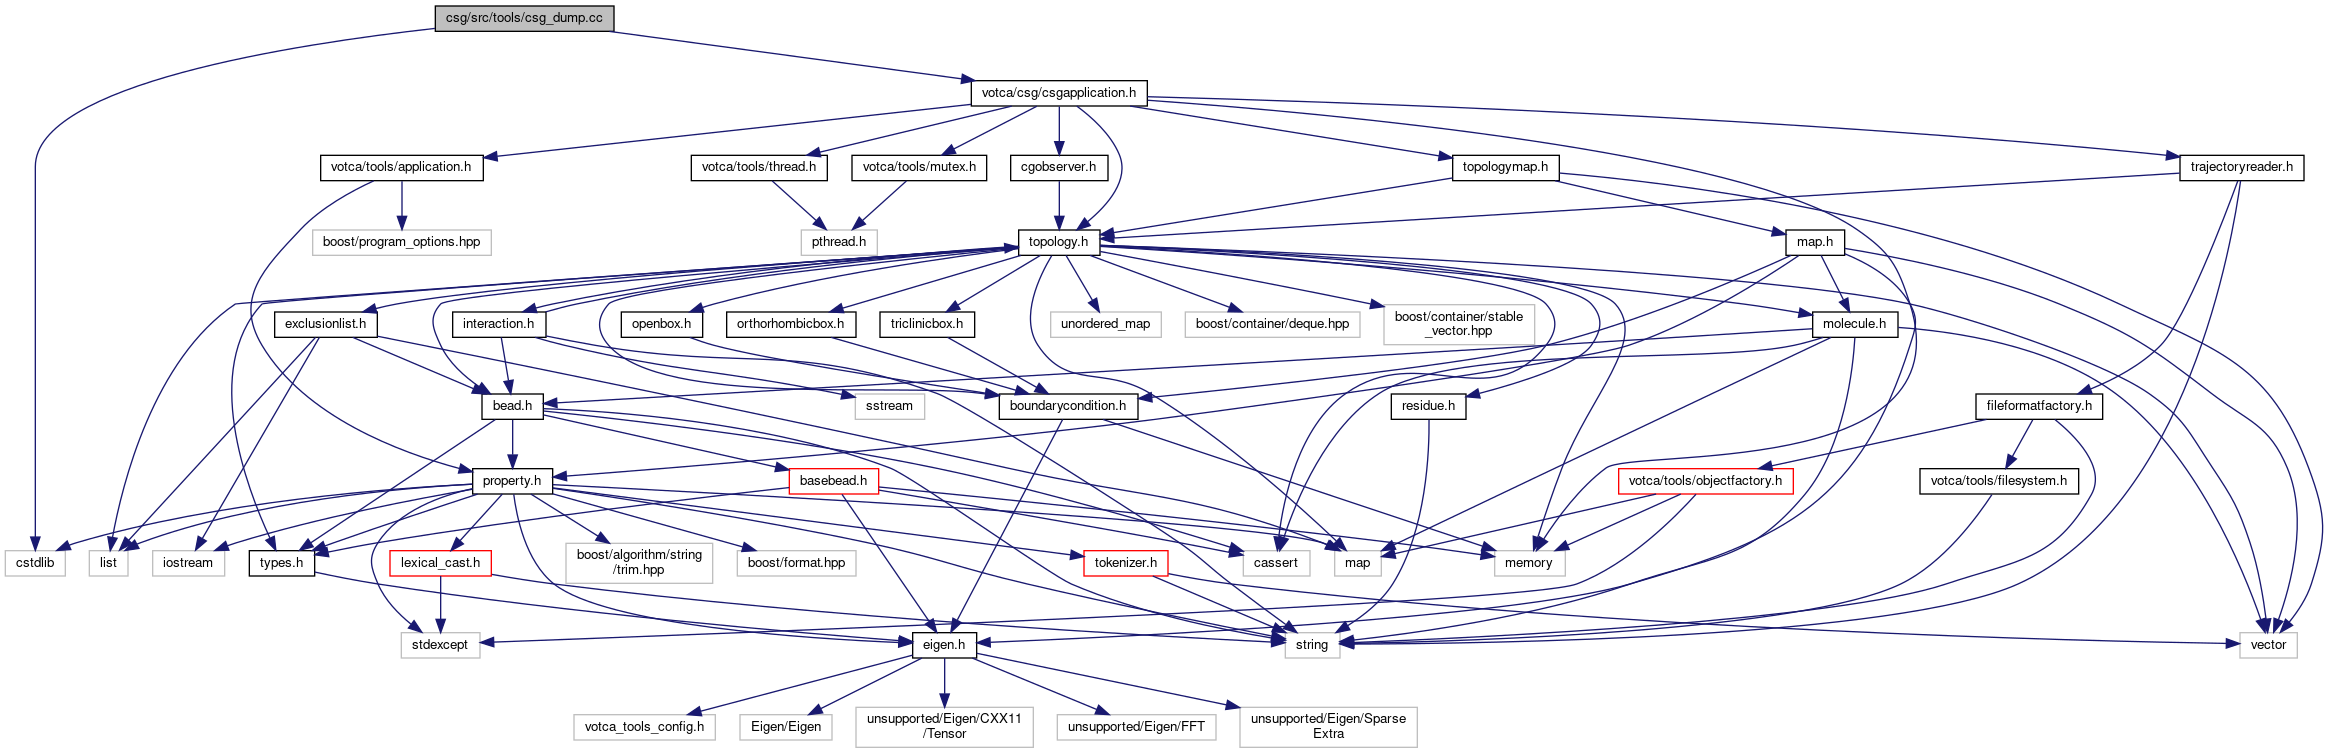 csg/src/tools/csg_dump.cc
votca/csg/csgapplication.h
votca/tools/application.h
votca/tools/thread.h
votca/tools/mutex.h
cgobserver.h
topologymap.h
trajectoryreader.h
boost/program_options.hpp
pthread.h
topology.h
map.h
exclusionlist.h
interaction.h
openbox.h
orthorhombicbox.h
triclinicbox.h
unordered_map
boost/container/deque.hpp
boost/container/stable
_vector.hpp
molecule.h
bead.h
sstream
boundarycondition.h
residue.h
fileformatfactory.h
property.h
basebead.h
votca/tools/objectfactory.h
votca/tools/filesystem.h
cstdlib
list
iostream
types.h
lexical_cast.h
boost/algorithm/string
/trim.hpp
boost/format.hpp
tokenizer.h
cassert
map
memory
stdexcept
eigen.h
string
vector
votca_tools_config.h
Eigen/Eigen
unsupported/Eigen/CXX11
/Tensor
unsupported/Eigen/FFT
unsupported/Eigen/Sparse
Extra